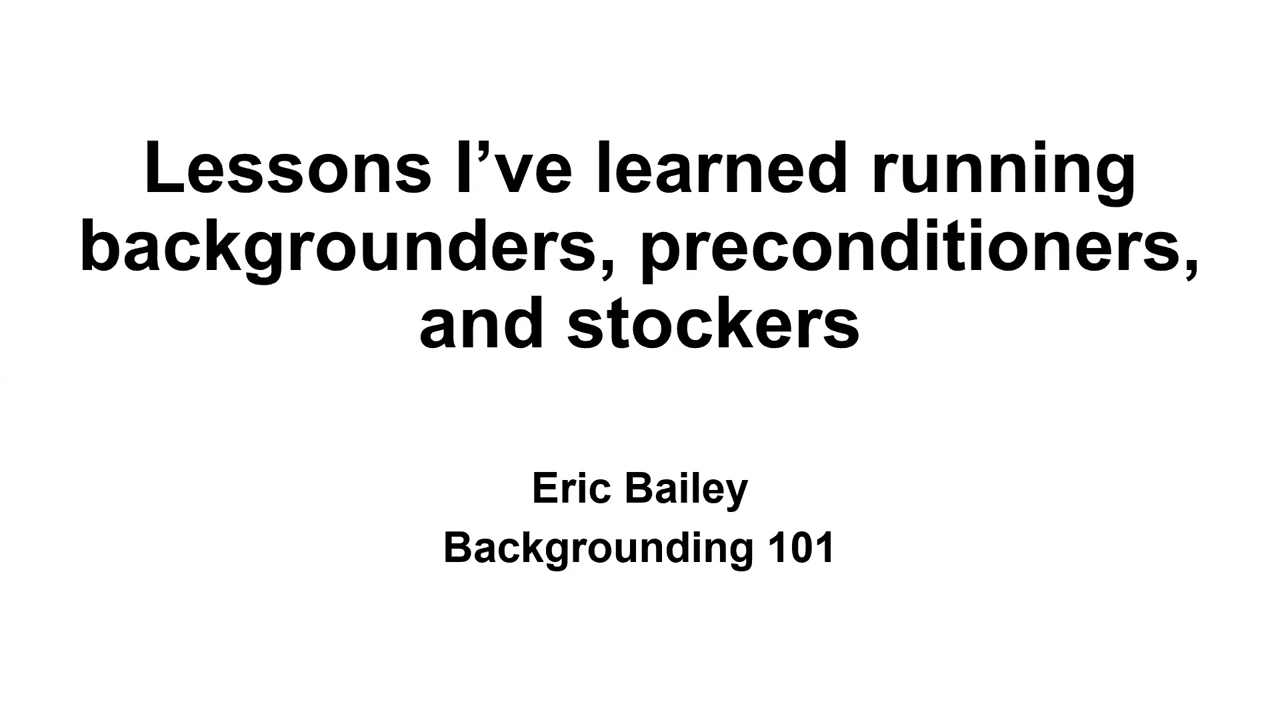 Lessons I’ve learned running
backgrounders, preconditioners,
and stockers
Eric Bailey
Backgrounding 101